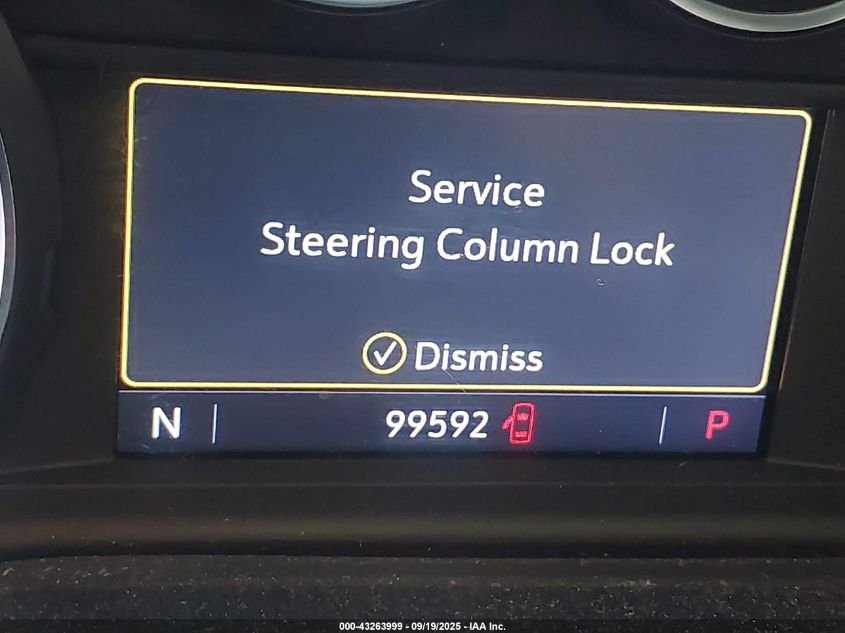 Service
Steering Column Lock
Dismiss
N 99592 P
000-43263999 - 09/19/2025 - IAA Inc.